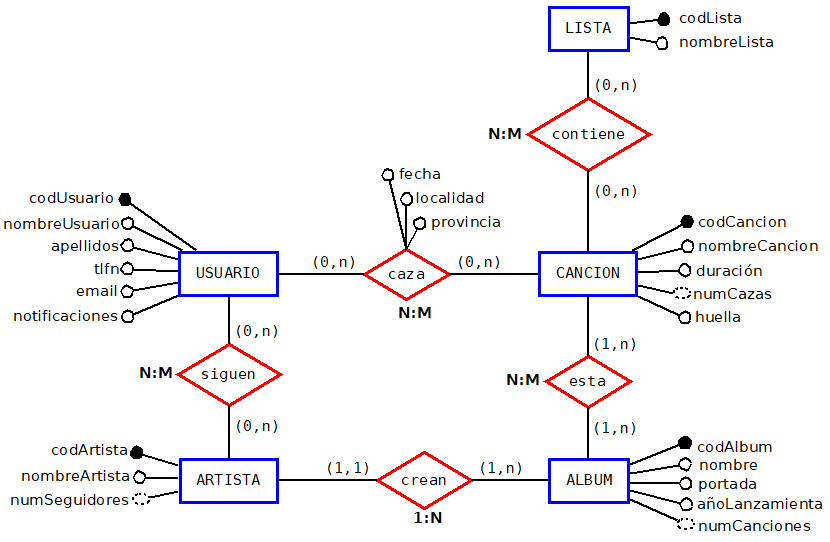 LISTA
codLista
nombreLista
(0,n)
N:M
contiene
(0,n)
fecha
localidad
provincia
codUsuario
nombreUsuario
apellidos
tlfn
email
notificaciones
USUARIO
(0,n)
caza
(0,n)
N:M
CANCION
codCancion
nombreCancion
duración
numCazas
huella
(0,n)
N:M
siguen
(0,n)
(1,n)
N:M
esta
(1,n)
codArtista
nombreArtista
numSeguidores
ARTISTA
(1,1)
crean
(1,n)
1:N
ALBUM
codAlbum
nombre
portada
añoLanzamienta
numCanciones